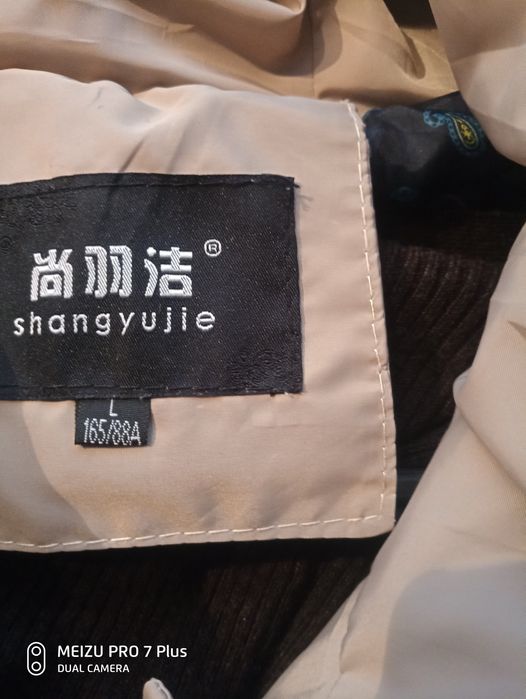 尚羽洁®
shangyujie
L
165/88A
MEIZU PRO 7 Plus
DUAL CAMERA